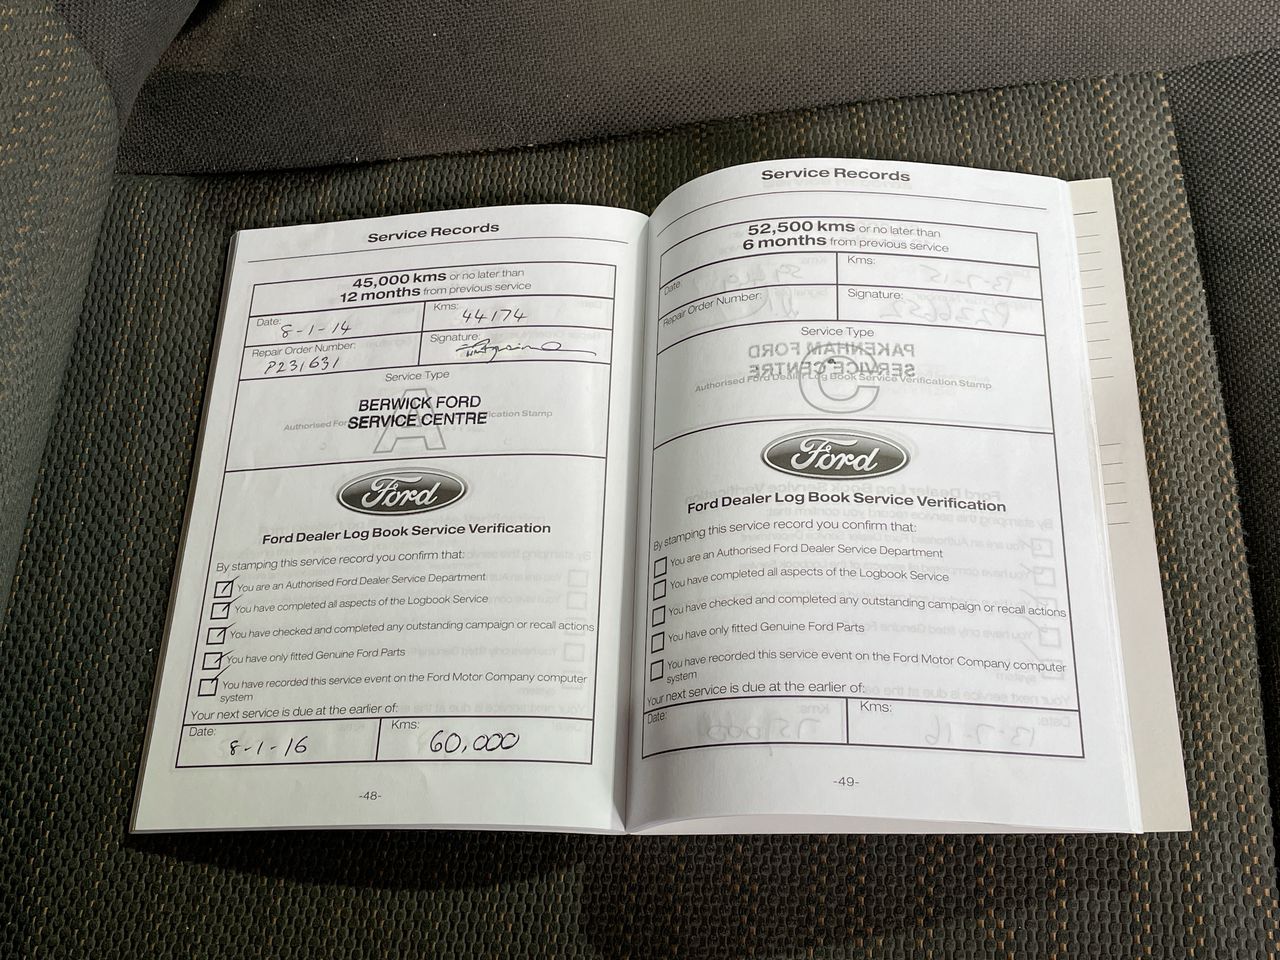 Service Records
45,000 kms or no later than
12 months from previous service
Date: 8-1-14
Kms: 44174
Repair Order Number: P231631
Signature:
Service Type
A
BERWICK FORD
SERVICE CENTRE
Authorised For
ication Stamp
Ford
Ford Dealer Log Book Service Verification
By stamping this service record you confirm that:
You are an Authorised Ford Dealer Service Department
You have completed all aspects of the Logbook Service
You have checked and completed any outstanding campaign or recall actions
You have only fitted Genuine Ford Parts
You have recorded this service event on the Ford Motor Company computer
system
Your next service is due at the earlier of:
Date: 8-1-16
Kms: 60,000
-48-
Service Records
52,500 kms or no later than
6 months from previous service
Date:
Kms:
Repair Order Number:
Signature:
Service Type
C
PAKENHAM FORD
SERVICE CENTRE
Authorised Ford Dealer Log Book Service Verification Stamp
Ford
Ford Dealer Log Book Service Verification
By stamping this service record you confirm that:
You are an Authorised Ford Dealer Service Department
You have completed all aspects of the Logbook Service
You have checked and completed any outstanding campaign or recall actions
You have only fitted Genuine Ford Parts
You have recorded this service event on the Ford Motor Company computer
system
Your next service is due at the earlier of:
Date:
Kms:
-49-